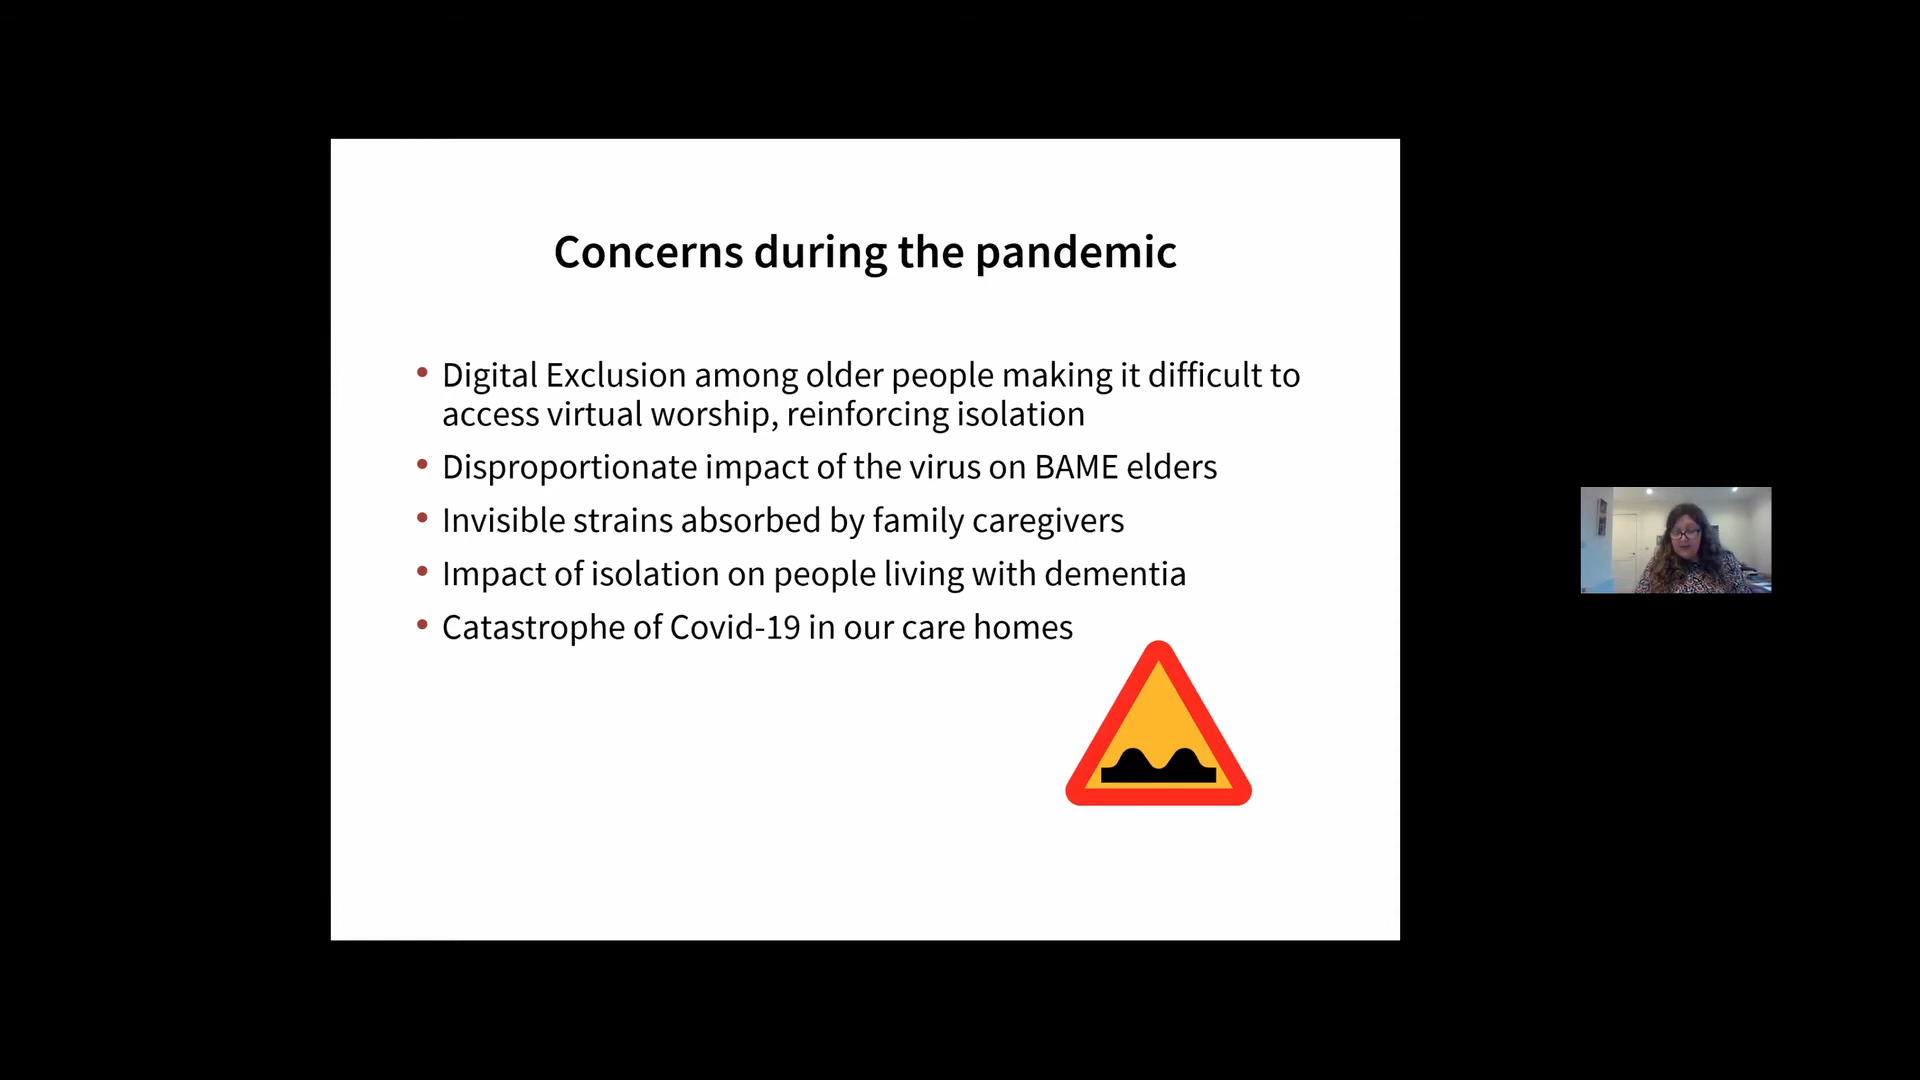 Concerns during the pandemic
• Digital Exclusion among older people making it difficult to
access virtual worship, reinforcing isolation
• Disproportionate impact of the virus on BAME elders
• Invisible strains absorbed by family caregivers
• Impact of isolation on people living with dementia
• Catastrophe of Covid-19 in our care homes